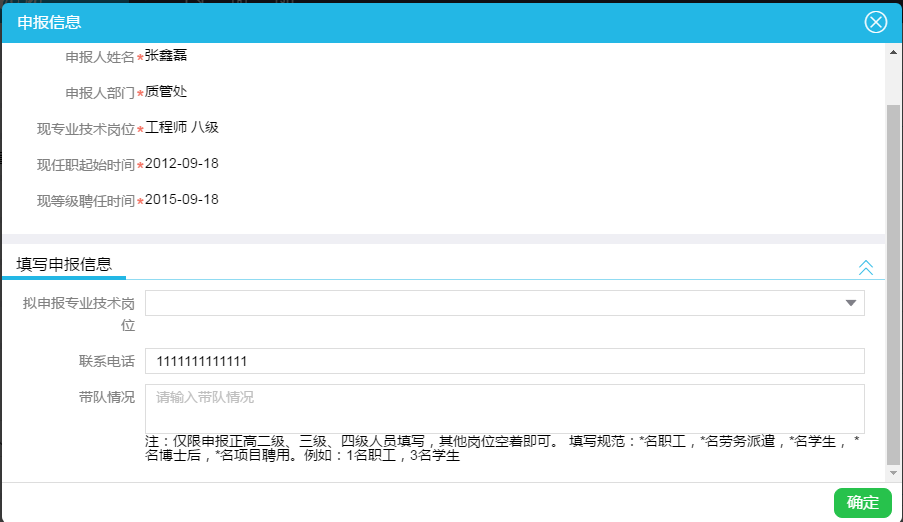 申报信息
申报人姓名*张鑫磊
申报人部门*质管处
现专业技术岗位*工程师 八级
现任职起始时间*2012-09-18
现等级聘任时间*2015-09-18
填写申报信息
拟申报专业技术岗
位
联系电话 1111111111111
带队情况 请输入带队情况
注：仅限申报正高二级、三级、四级人员填写，其他岗位空着即可。 填写规范：*名职工，*名劳务派遣，*名学生， *
名博士后，*名项目聘用。例如：1名职工，3名学生
确定